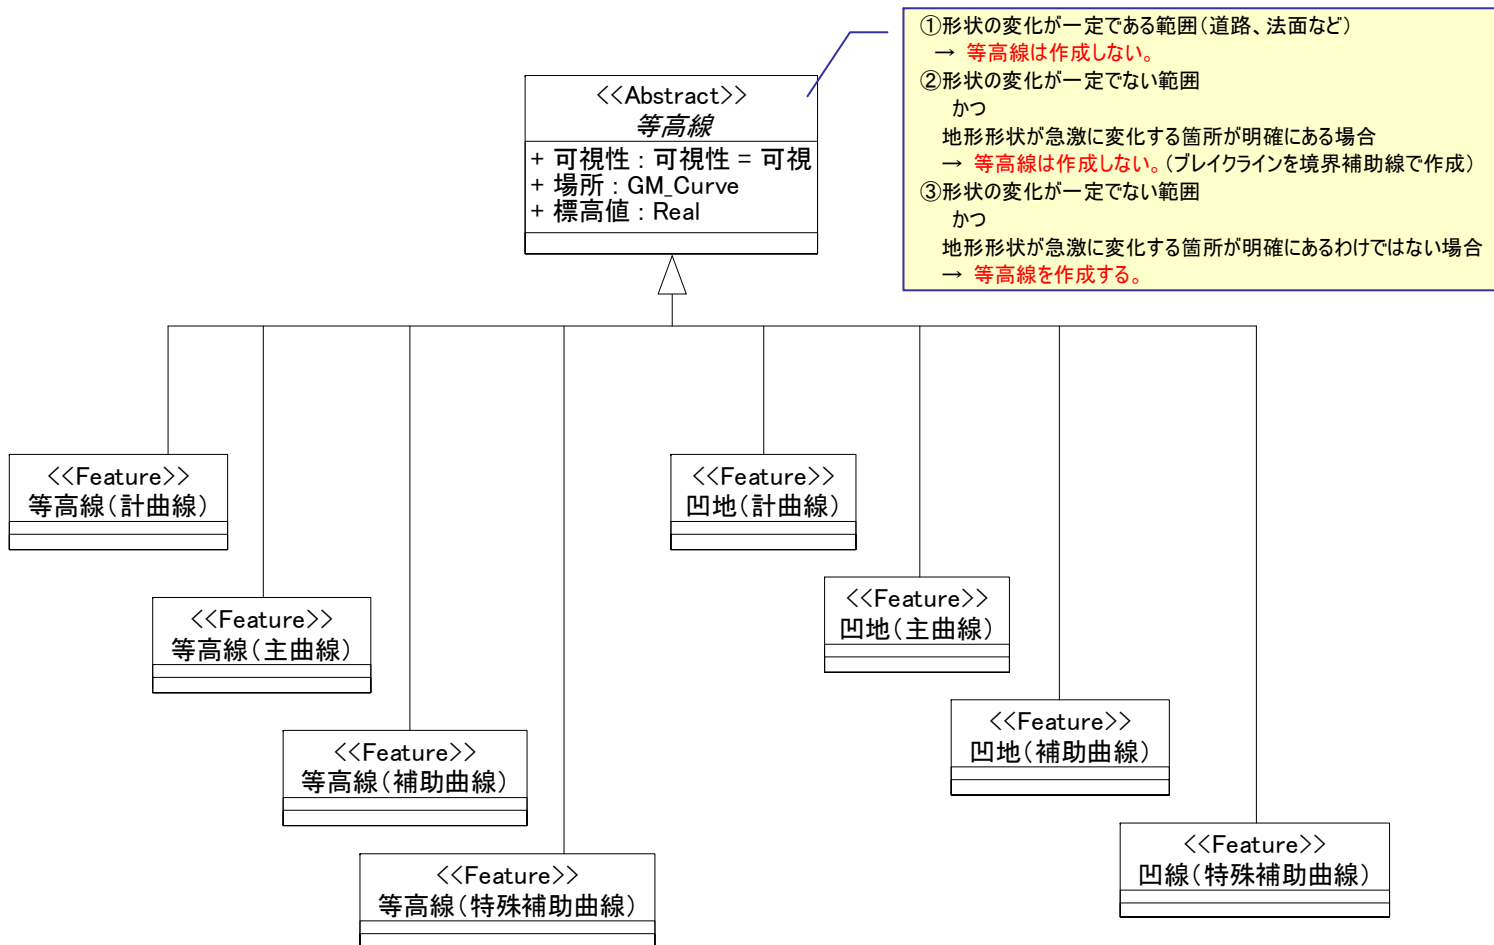 ①形状の変化が一定である範囲(道路、法面など)
→ 等高線は作成しない。
②形状の変化が一定でない範囲
かつ
地形形状が急激に変化する箇所が明確にある場合
→ 等高線は作成しない。(ブレイクラインを境界補助線で作成)
③形状の変化が一定でない範囲
かつ
地形形状が急激に変化する箇所が明確にあるわけではない場合
→ 等高線を作成する。
<<Abstract>>
等高線
+ 可視性 : 可視性 = 可視
+ 場所 : GM_Curve
+ 標高値 : Real
<<Feature>>
等高線(計曲線)
<<Feature>>
等高線(主曲線)
<<Feature>>
等高線(補助曲線)
<<Feature>>
等高線(特殊補助曲線)
<<Feature>>
凹地(計曲線)
<<Feature>>
凹地(主曲線)
<<Feature>>
凹地(補助曲線)
<<Feature>>
凹線(特殊補助曲線)